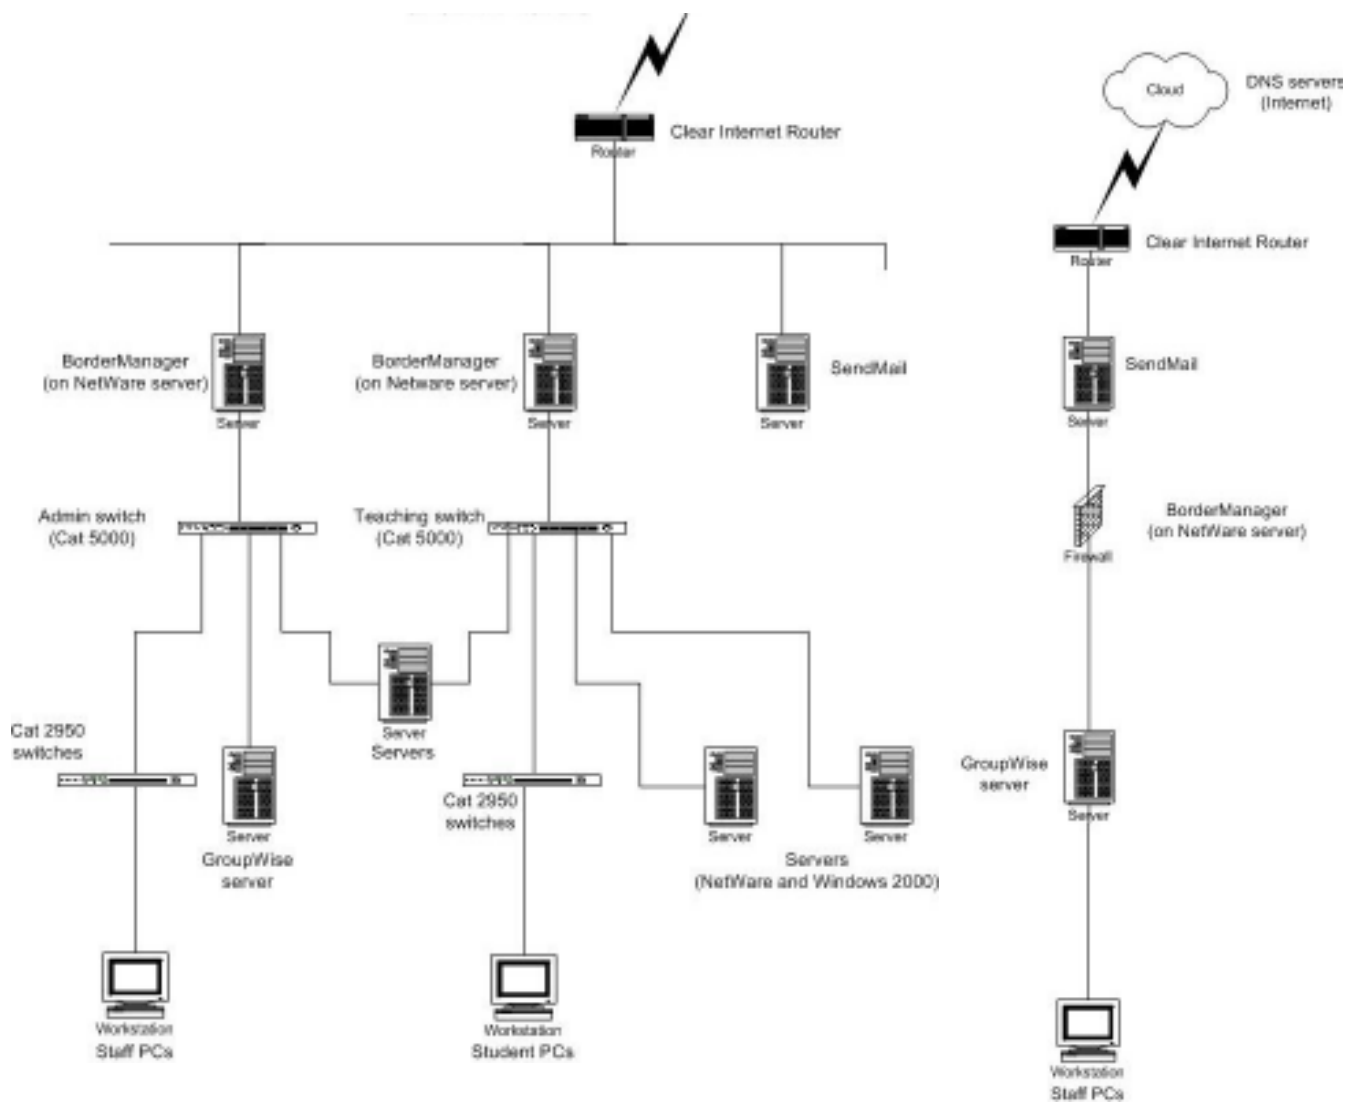 Clear Internet Router
Router
BorderManager
(on NetWare server)
Server
BorderManager
(on Netware server)
Server
SendMail
Server
Admin switch
(Cat 5000)
Teaching switch
(Cat 5000)
Server
Servers
Cat 2950
switches
Server
GroupWise
server
Cat 2950
switches
Server
Server
Servers
(NetWare and Windows 2000)
Workstation
Staff PCs
Workstation
Student PCs
Cloud
DNS servers
(Internet)
Clear Internet Router
Router
SendMail
Server
BorderManager
(on NetWare server)
Firewall
GroupWise
server
Server
Workstation
Staff PCs